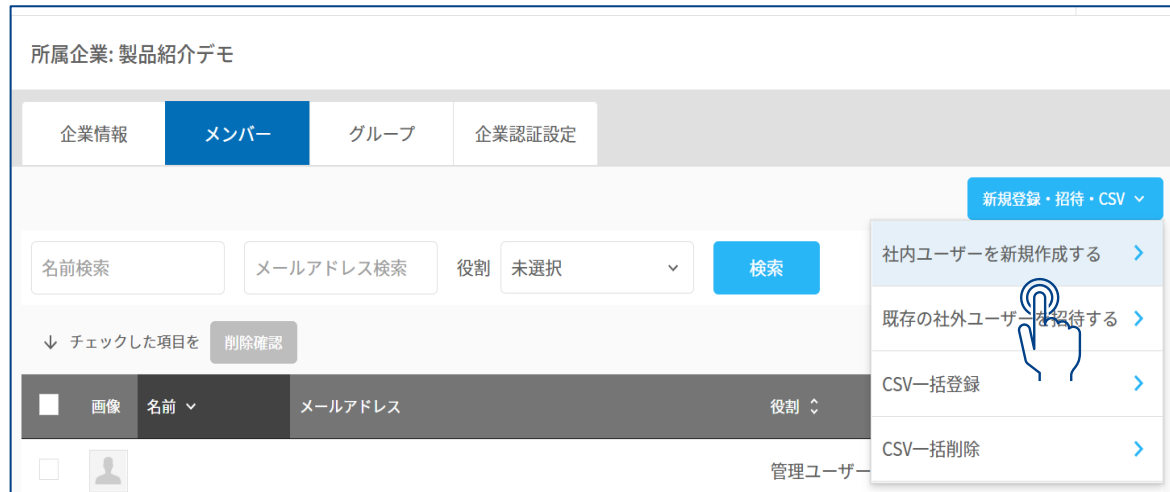 所属企業: 製品紹介デモ
企業情報 メンバー グループ 企業認証設定
新規登録・招待・CSV
名前検索 メールアドレス検索 役割 未選択 検索
社内ユーザーを新規作成する
既存の社外ユーザーを招待する
チェックした項目を 削除確認
CSV一括登録
画像 名前 メールアドレス 役割
CSV一括削除
管理ユーザー